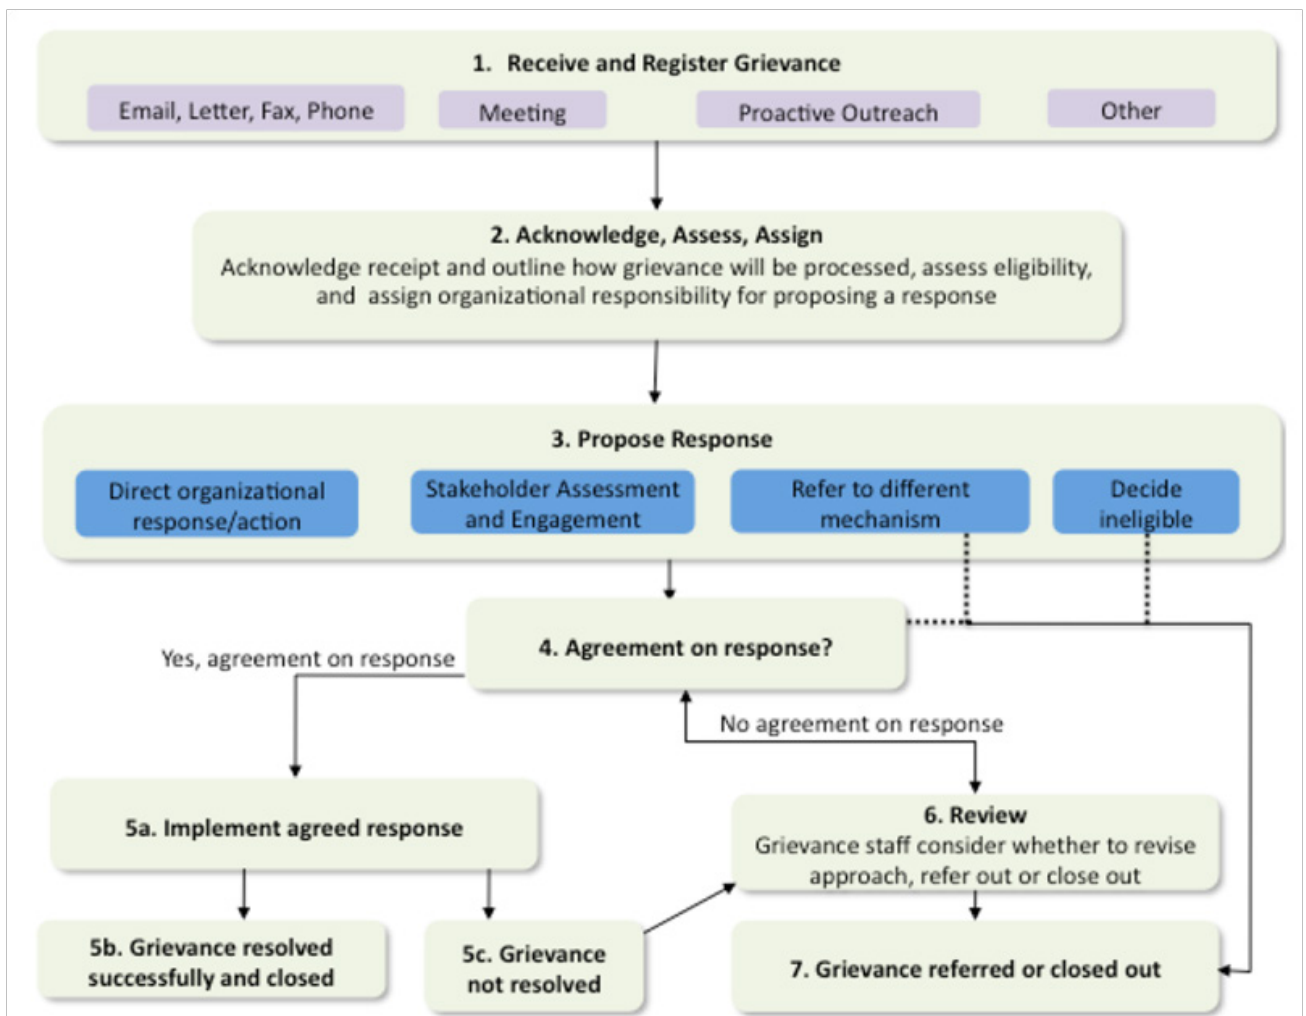 1. Receive and Register Grievance
Email, Letter, Fax, Phone
Meeting
Proactive Outreach
Other
2. Acknowledge, Assess, Assign
Acknowledge receipt and outline how grievance will be processed, assess eligibility,
and assign organizational responsibility for proposing a response
3. Propose Response
Direct organizational
response/action
Stakeholder Assessment
and Engagement
Refer to different
mechanism
Decide
ineligible
4. Agreement on response?
Yes, agreement on response
No agreement on response
5a. Implement agreed response
6. Review
Grievance staff consider whether to revise
approach, refer out or close out
5b. Grievance resolved
successfully and closed
5c. Grievance
not resolved
7. Grievance referred or closed out